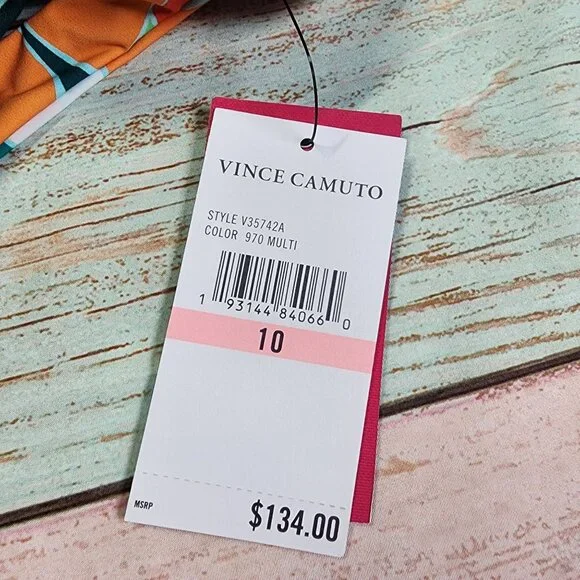 VINCE CAMUTO
STYLE V35742A
COLOR 970 MULTI
1 93144 84066 0
10
MSRP $134.00